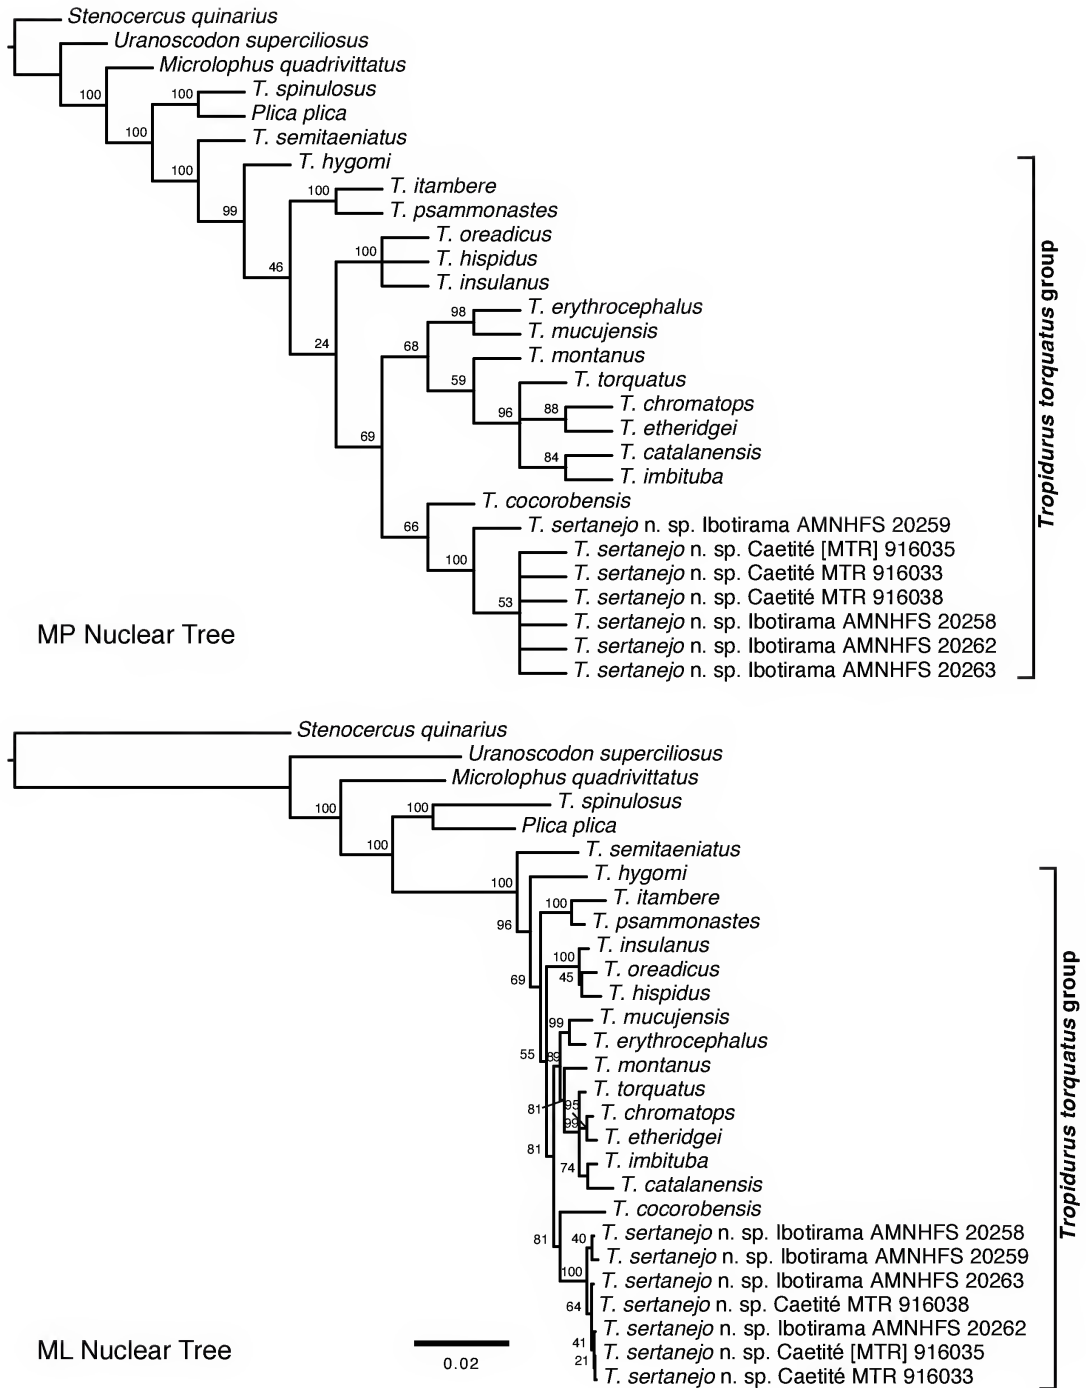 Stenocercus quinarius
Uranoscodon superciliosus
Microlophus quadrivittatus
100
100
T. spinulosus
Plica plica
100
T. semitaeniatus
100
T. hygomi
99
100
T. itambere
T. psammonastes
46
T. oreadicus
100
T. hispidus
T. insulanus
98
T. erythrocephalus
T. mucujensis
24
68
T. montanus
59
T. torquatus
96
88
T. chromatops
T. etheridgei
69
84
T. catalanensis
T. imbituba
T. cocorobensis
66
T. sertanejo n. sp. Ibotirama AMNHFS 20259
100
T. sertanejo n. sp. Caetité [MTR] 916035
T. sertanejo n. sp. Caetité MTR 916033
53
T. sertanejo n. sp. Caetité MTR 916038
T. sertanejo n. sp. Ibotirama AMNHFS 20258
T. sertanejo n. sp. Ibotirama AMNHFS 20262
T. sertanejo n. sp. Ibotirama AMNHFS 20263
Tropidurus torquatus group
MP Nuclear Tree
Stenocercus quinarius
Uranoscodon superciliosus
Microlophus quadrivittatus
100
100
T. spinulosus
Plica plica
100
T. semitaeniatus
100
T. hygomi
96
100
T. itambere
T. psammonastes
T. insulanus
100
T. oreadicus
69
45
T. hispidus
99
T. mucujensis
T. erythrocephalus
55
89
T. montanus
T. torquatus
81
95
T. chromatops
99
T. etheridgei
81
T. imbituba
74
T. catalanensis
T. cocorobensis
81
40
T. sertanejo n. sp. Ibotirama AMNHFS 20258
T. sertanejo n. sp. Ibotirama AMNHFS 20259
100
T. sertanejo n. sp. Ibotirama AMNHFS 20263
64
T. sertanejo n. sp. Caetité MTR 916038
T. sertanejo n. sp. Ibotirama AMNHFS 20262
41
T. sertanejo n. sp. Caetité [MTR] 916035
21
T. sertanejo n. sp. Caetité MTR 916033
Tropidurus torquatus group
ML Nuclear Tree
0.02